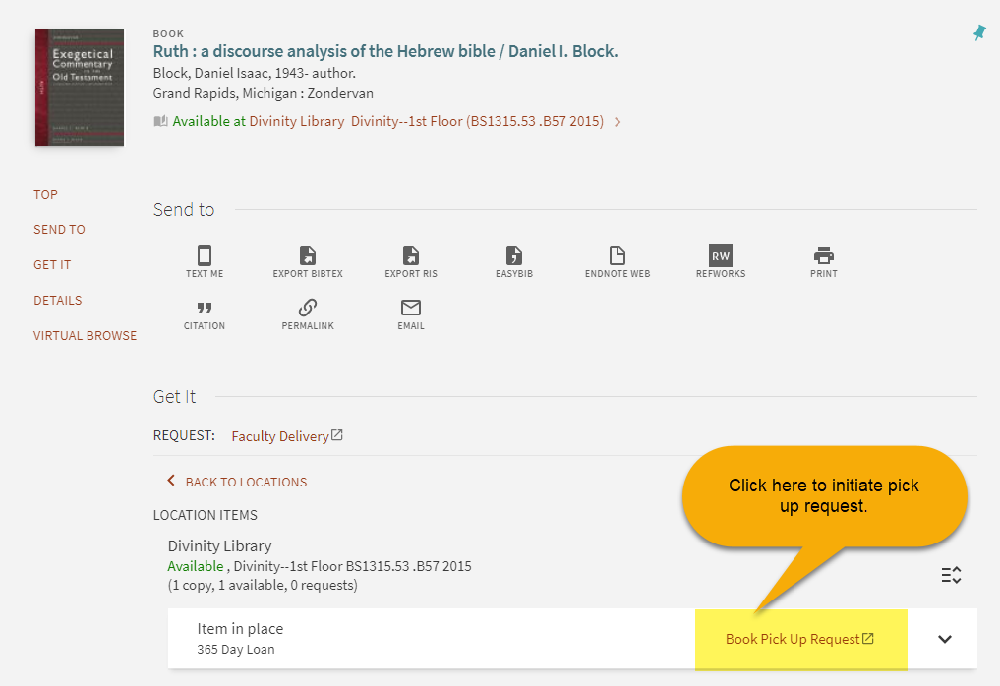 BOOK
Ruth : a discourse analysis of the Hebrew bible / Daniel I. Block.
Block, Daniel Isaac, 1943- author.
Grand Rapids, Michigan : Zondervan
Available at Divinity Library Divinity--1st Floor (BS1315.53 .B57 2015)
Exegetical
Commentary
ON THE
Old Testament
RUTH
TOP
SEND TO
GET IT
DETAILS
VIRTUAL BROWSE
Send to
TEXT ME
EXPORT BIBTEX
EXPORT RIS
EASYBIB
ENDNOTE WEB
RW
REFWORKS
PRINT
CITATION
PERMALINK
EMAIL
Get It
REQUEST: Faculty Delivery
BACK TO LOCATIONS
LOCATION ITEMS
Divinity Library
Available , Divinity--1st Floor BS1315.53 .B57 2015
(1 copy, 1 available, 0 requests)
Click here to initiate pick
up request.
Item in place
365 Day Loan
Book Pick Up Request